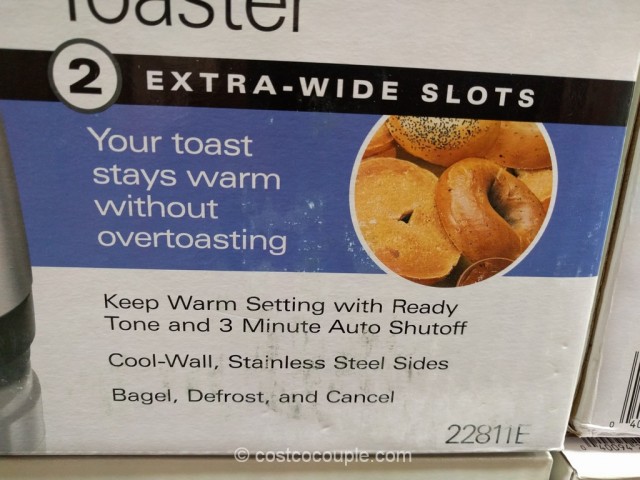 Toaster
2 EXTRA-WIDE SLOTS
Your toast
stays warm
without
overtoasting
Keep Warm Setting with Ready
Tone and 3 Minute Auto Shutoff
Cool-Wall, Stainless Steel Sides
Bagel, Defrost, and Cancel
22811E
© costcocouple.com